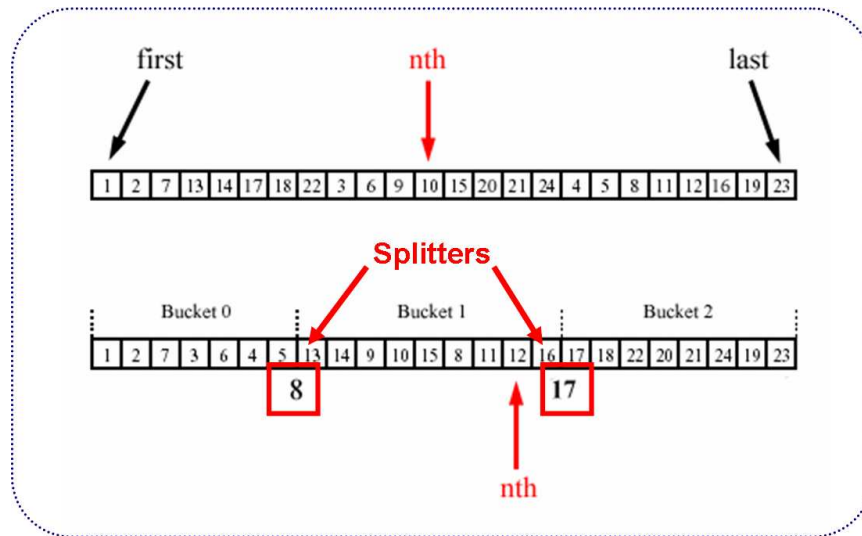 first nth last
1 2 7 13 14 17 18 22 3 6 9 10 15 20 21 24 4 5 8 11 12 16 19 23
Splitters
Bucket 0 Bucket 1 Bucket 2
1 2 7 3 6 4 5 13 14 9 10 15 8 11 12 16 17 18 22 20 21 24 19 23
8 17
nth